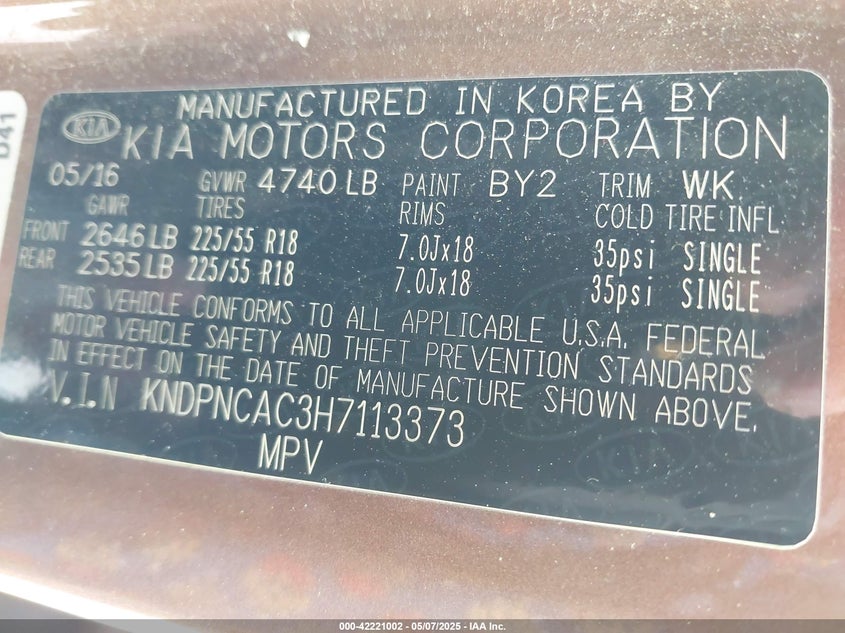 D41
MANUFACTURED IN KOREA BY
KIA KIA MOTORS CORPORATION
05/16 GVWR 4740 LB PAINT BY2 TRIM WK
GAWR TIRES RIMS COLD TIRE INFL
FRONT 2646 LB 225/55 R18 7.0Jx18 35psi SINGLE
REAR 2535 LB 225/55 R18 7.0Jx18 35psi SINGLE
THIS VEHICLE CONFORMS TO ALL APPLICABLE U.S.A. FEDERAL
MOTOR VEHICLE SAFETY AND THEFT PREVENTION STANDARDS
IN EFFECT ON THE DATE OF MANUFACTURE SHOWN ABOVE.
V.I.N KNDPNCAC3H7113373
MPV
000-42221002 - 05/07/2025 - IAA Inc.